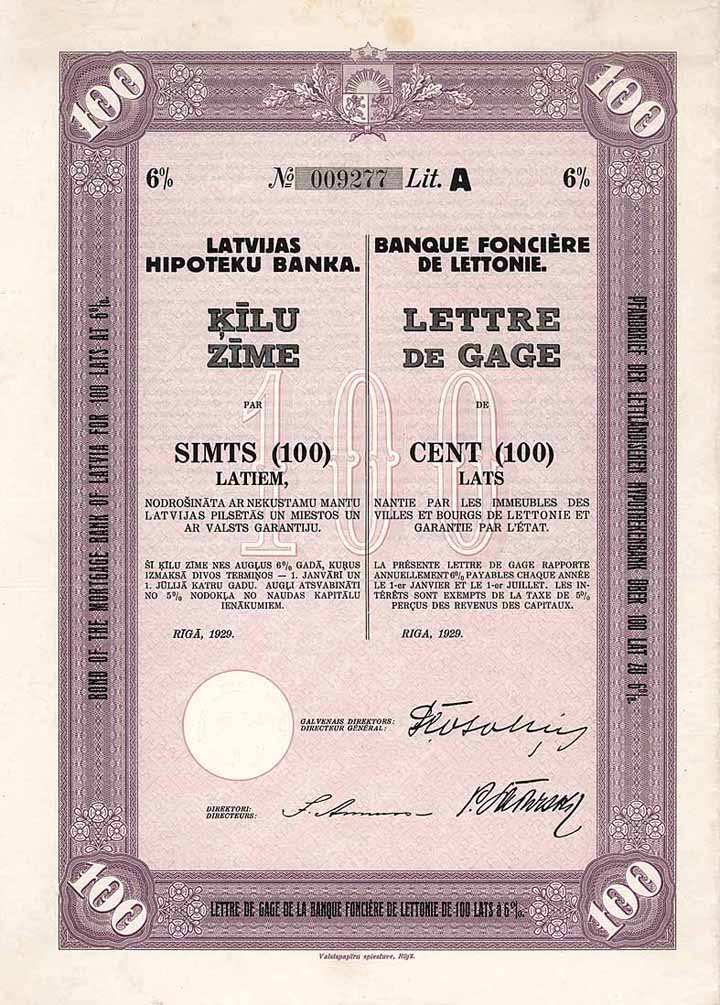 100
100
6%
№ 009277 Lit. A
6%
LATVIJAS
HIPOTEKU BANKA.
ĶĪLU
ZĪME
PAR
SIMTS (100)
LATIEM,
NODROŠINĀTA AR NEKUSTAMU MANTU
LATVIJAS PILSĒTĀS UN MIESTOS UN
AR VALSTS GARANTIJU.
ŠĪ ĶĪLU ZĪME NES AUGĻUS 6% GADĀ, KUŖUS
IZMAKSĀ DIVOS TERMIŅOS — 1. JANVĀRĪ UN
1. JŪLIJĀ KATRU GADU. AUGĻI ATSVABINĀTI
NO 5% NODOKĻA NO NAUDAS KAPITĀLU
IENĀKUMIEM.
RĪGĀ, 1929.
BANQUE FONCIÈRE
DE LETTONIE.
LETTRE
DE GAGE
DE
CENT (100)
LATS
NANTIE PAR LES IMMEUBLES DES
VILLES ET BOURGS DE LETTONIE ET
GARANTIE PAR L'ÉTAT.
LA PRÉSENTE LETTRE DE GAGE RAPPORTE
ANNUELLEMENT 6% PAYABLES CHAQUE ANNÉE
LE 1-er JANVIER ET LE 1-er JUILLET. LES IN-
TÉRÊTS SONT EXEMPTS DE LA TAXE DE 5%
PERÇUS DES REVENUS DES CAPITAUX.
RIGA, 1929.
100
BOND OF THE MORTGAGE BANK OF LATVIA FOR 100 LATS AT 6%.
PFANDBRIEF DER LETTLÄNDISCHEN HYPOTHEKENBANK ÜBER 100 LAT ZU 6%.
GALVENAIS DIREKTORS:
DIRECTEUR GÉNÉRAL:
DIREKTORI:
DIRECTEURS:
100
100
LETTRE DE GAGE DE LA BANQUE FONCIÈRE DE LETTONIE DE 100 LATS à 6%.
Valstspapīru spiestuve, Rīgā.